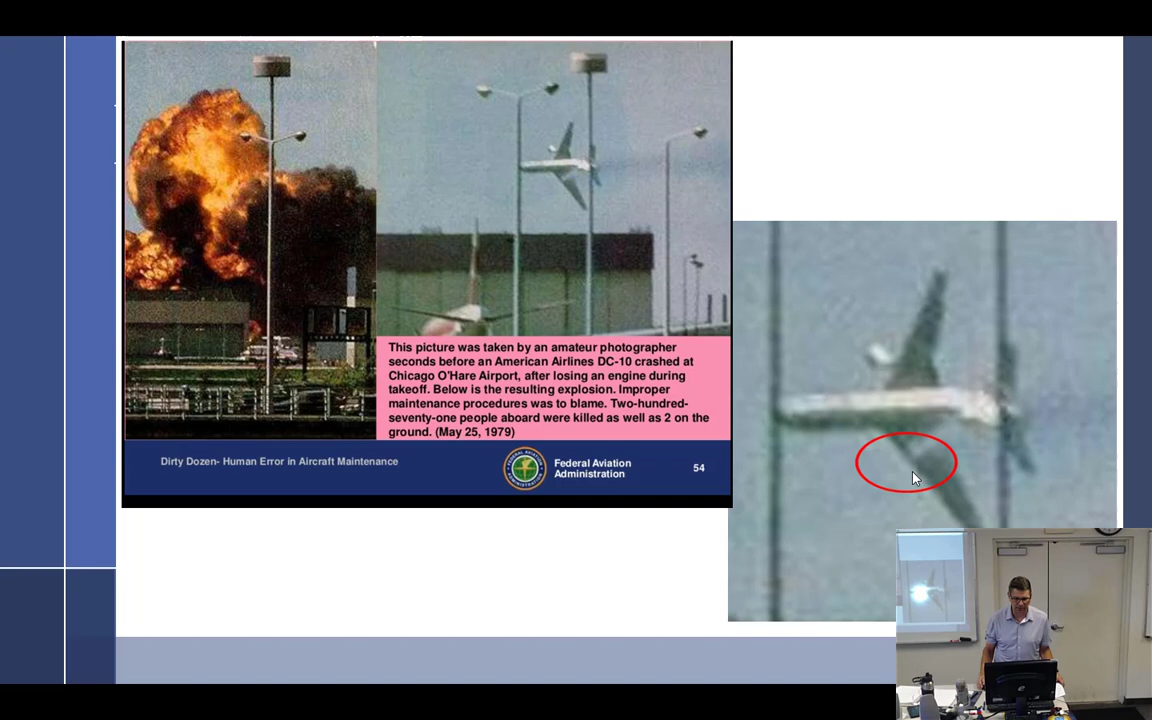 This picture was taken by an amateur photographer
seconds before an American Airlines DC-10 crashed at
Chicago O'Hare Airport, after losing an engine during
takeoff. Below is the resulting explosion. Improper
maintenance procedures was to blame. Two-hundred-
seventy-one people aboard were killed as well as 2 on the
ground. (May 25, 1979)
Dirty Dozen- Human Error in Aircraft Maintenance
Federal Aviation
Administration
54